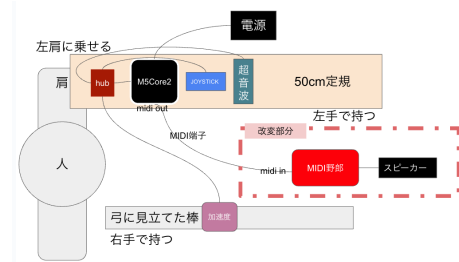 電源
左肩に乗せる
肩
hub
M5Core2
JOYSTICK
超音波
50cm定規
midi out
左手で持つ
MIDI端子
改変部分
人
midi in
MIDI野郎
スピーカー
弓に見立てた棒
加速度
右手で持つ